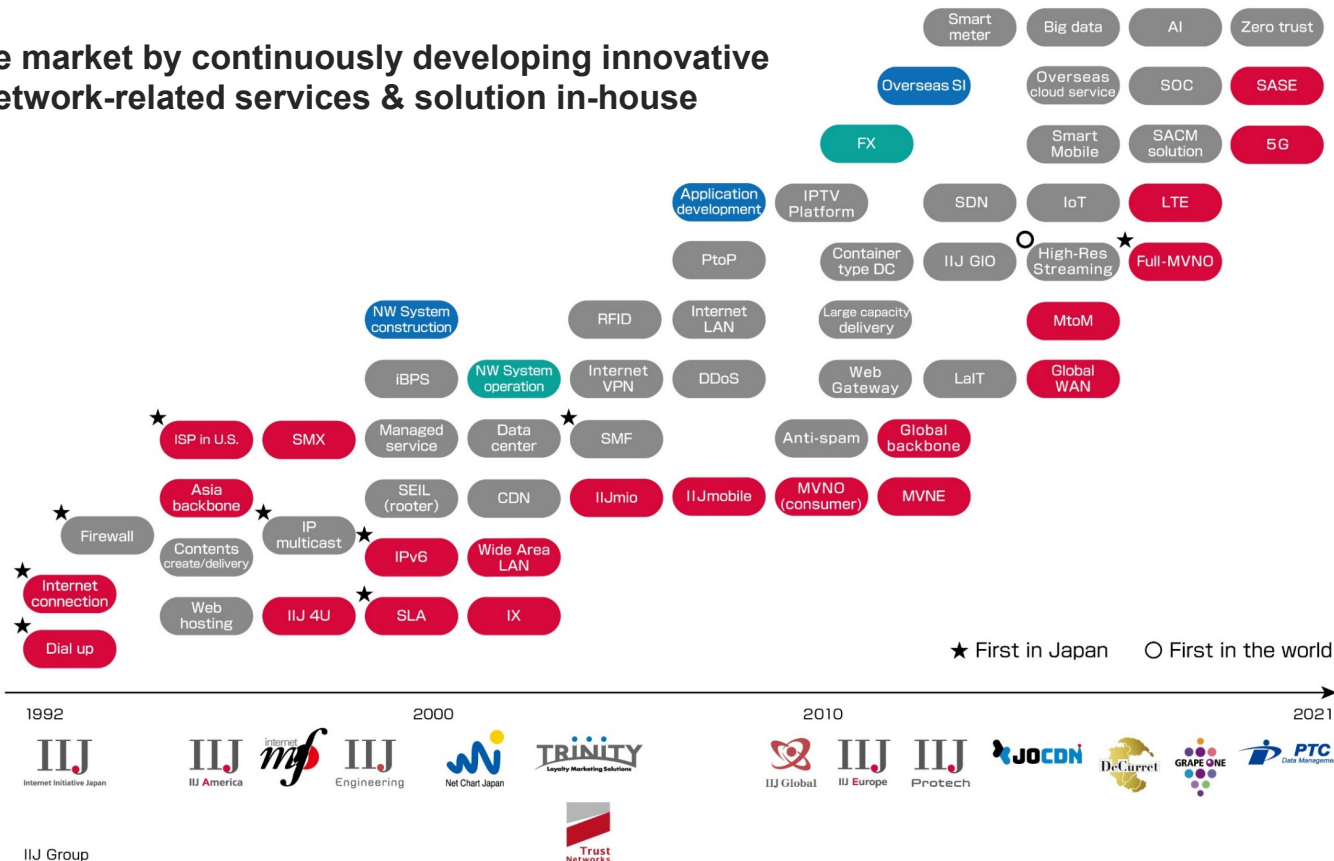 e market by continuously developing innovative
etwork-related services & solution in-house
Smart
meter
Big data
AI
Zero trust
Overseas SI
Overseas
cloud service
SOC
SASE
FX
Smart
Mobile
SACM
solution
5G
Application
development
IPTV
Platform
SDN
IoT
LTE
PtoP
Container
type DC
IIJ GIO
High-Res
Streaming
Full-MVNO
NW System
construction
RFID
Internet
LAN
Large capacity
delivery
MtoM
iBPS
NW System
operation
Internet
VPN
DDoS
Web
Gateway
LaIT
Global
WAN
ISP in U.S.
SMX
Managed
service
Data
center
SMF
Anti-spam
Global
backbone
Asia
backbone
SEIL
(rooter)
CDN
IIJmio
IIJmobile
MVNO
(consumer)
MVNE
Firewall
Contents
create/delivery
IP
multicast
IPv6
Wide Area
LAN
Internet
connection
Web
hosting
IIJ 4U
SLA
IX
Dial up
★ First in Japan
○ First in the world
1992
2000
2010
2021
IIJ
Internet Initiative Japan
IIJ
IIJ America
internet
mfs
IIJ
Engineering
Net Chart Japan
TRINITY
Loyalty Marketing Solutions
IIJ Global
IIJ
IIJ Europe
IIJ
Protech
JOCDN
DeCurret
GRAPE ONE
PTC
Data Manageme
Trust
Networks
IIJ Group